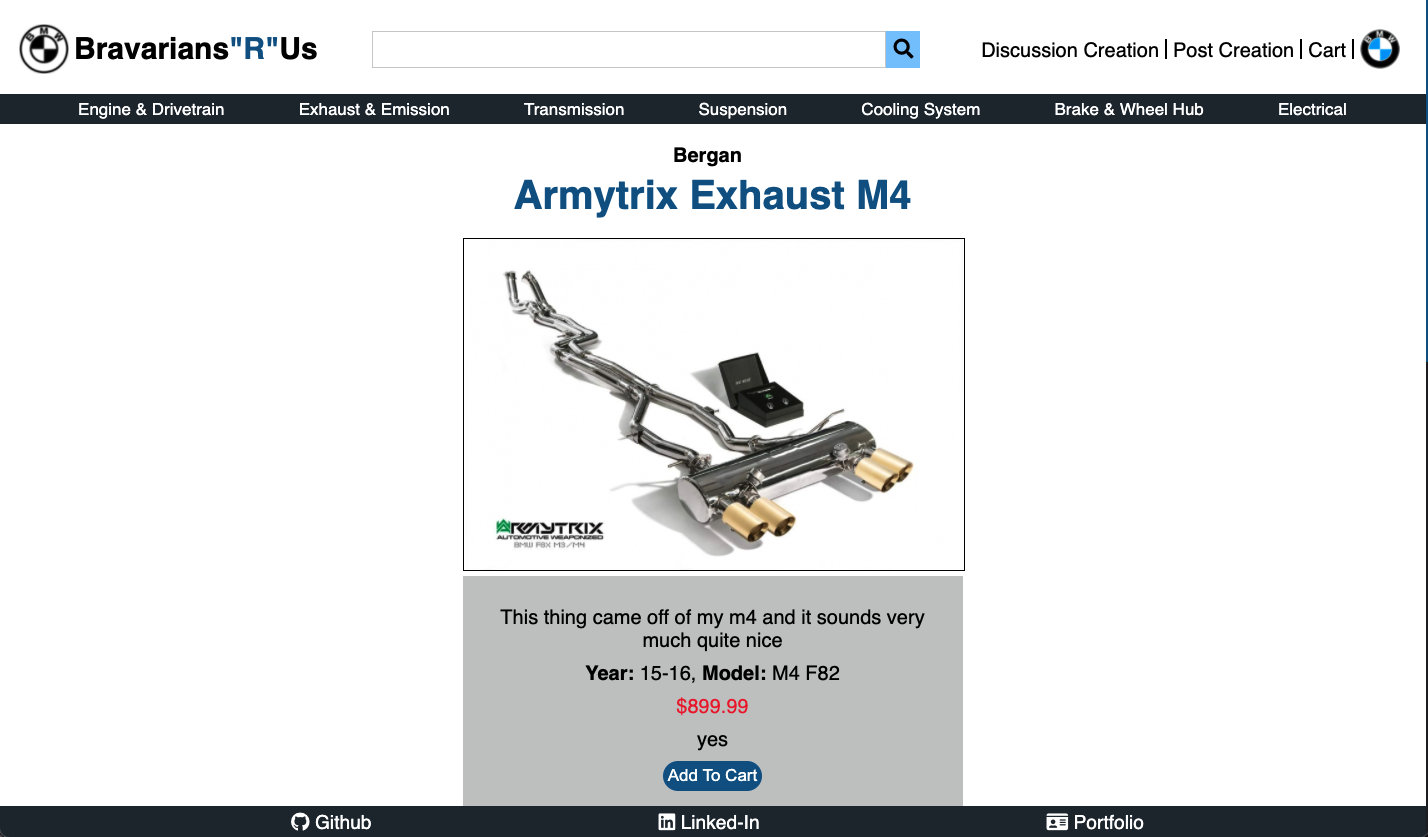 BMW
Bravarians"R"Us
Discussion Creation | Post Creation | Cart |
BMW
Engine & Drivetrain Exhaust & Emission Transmission Suspension Cooling System Brake & Wheel Hub Electrical
Bergan
Armytrix Exhaust M4
ARMYTRIX
AUTOMOTIVE WEAPONIZED
BMW F8X M3/M4
This thing came off of my m4 and it sounds very
much quite nice
Year: 15-16, Model: M4 F82
$899.99
yes
Add To Cart
Github Linked-In Portfolio